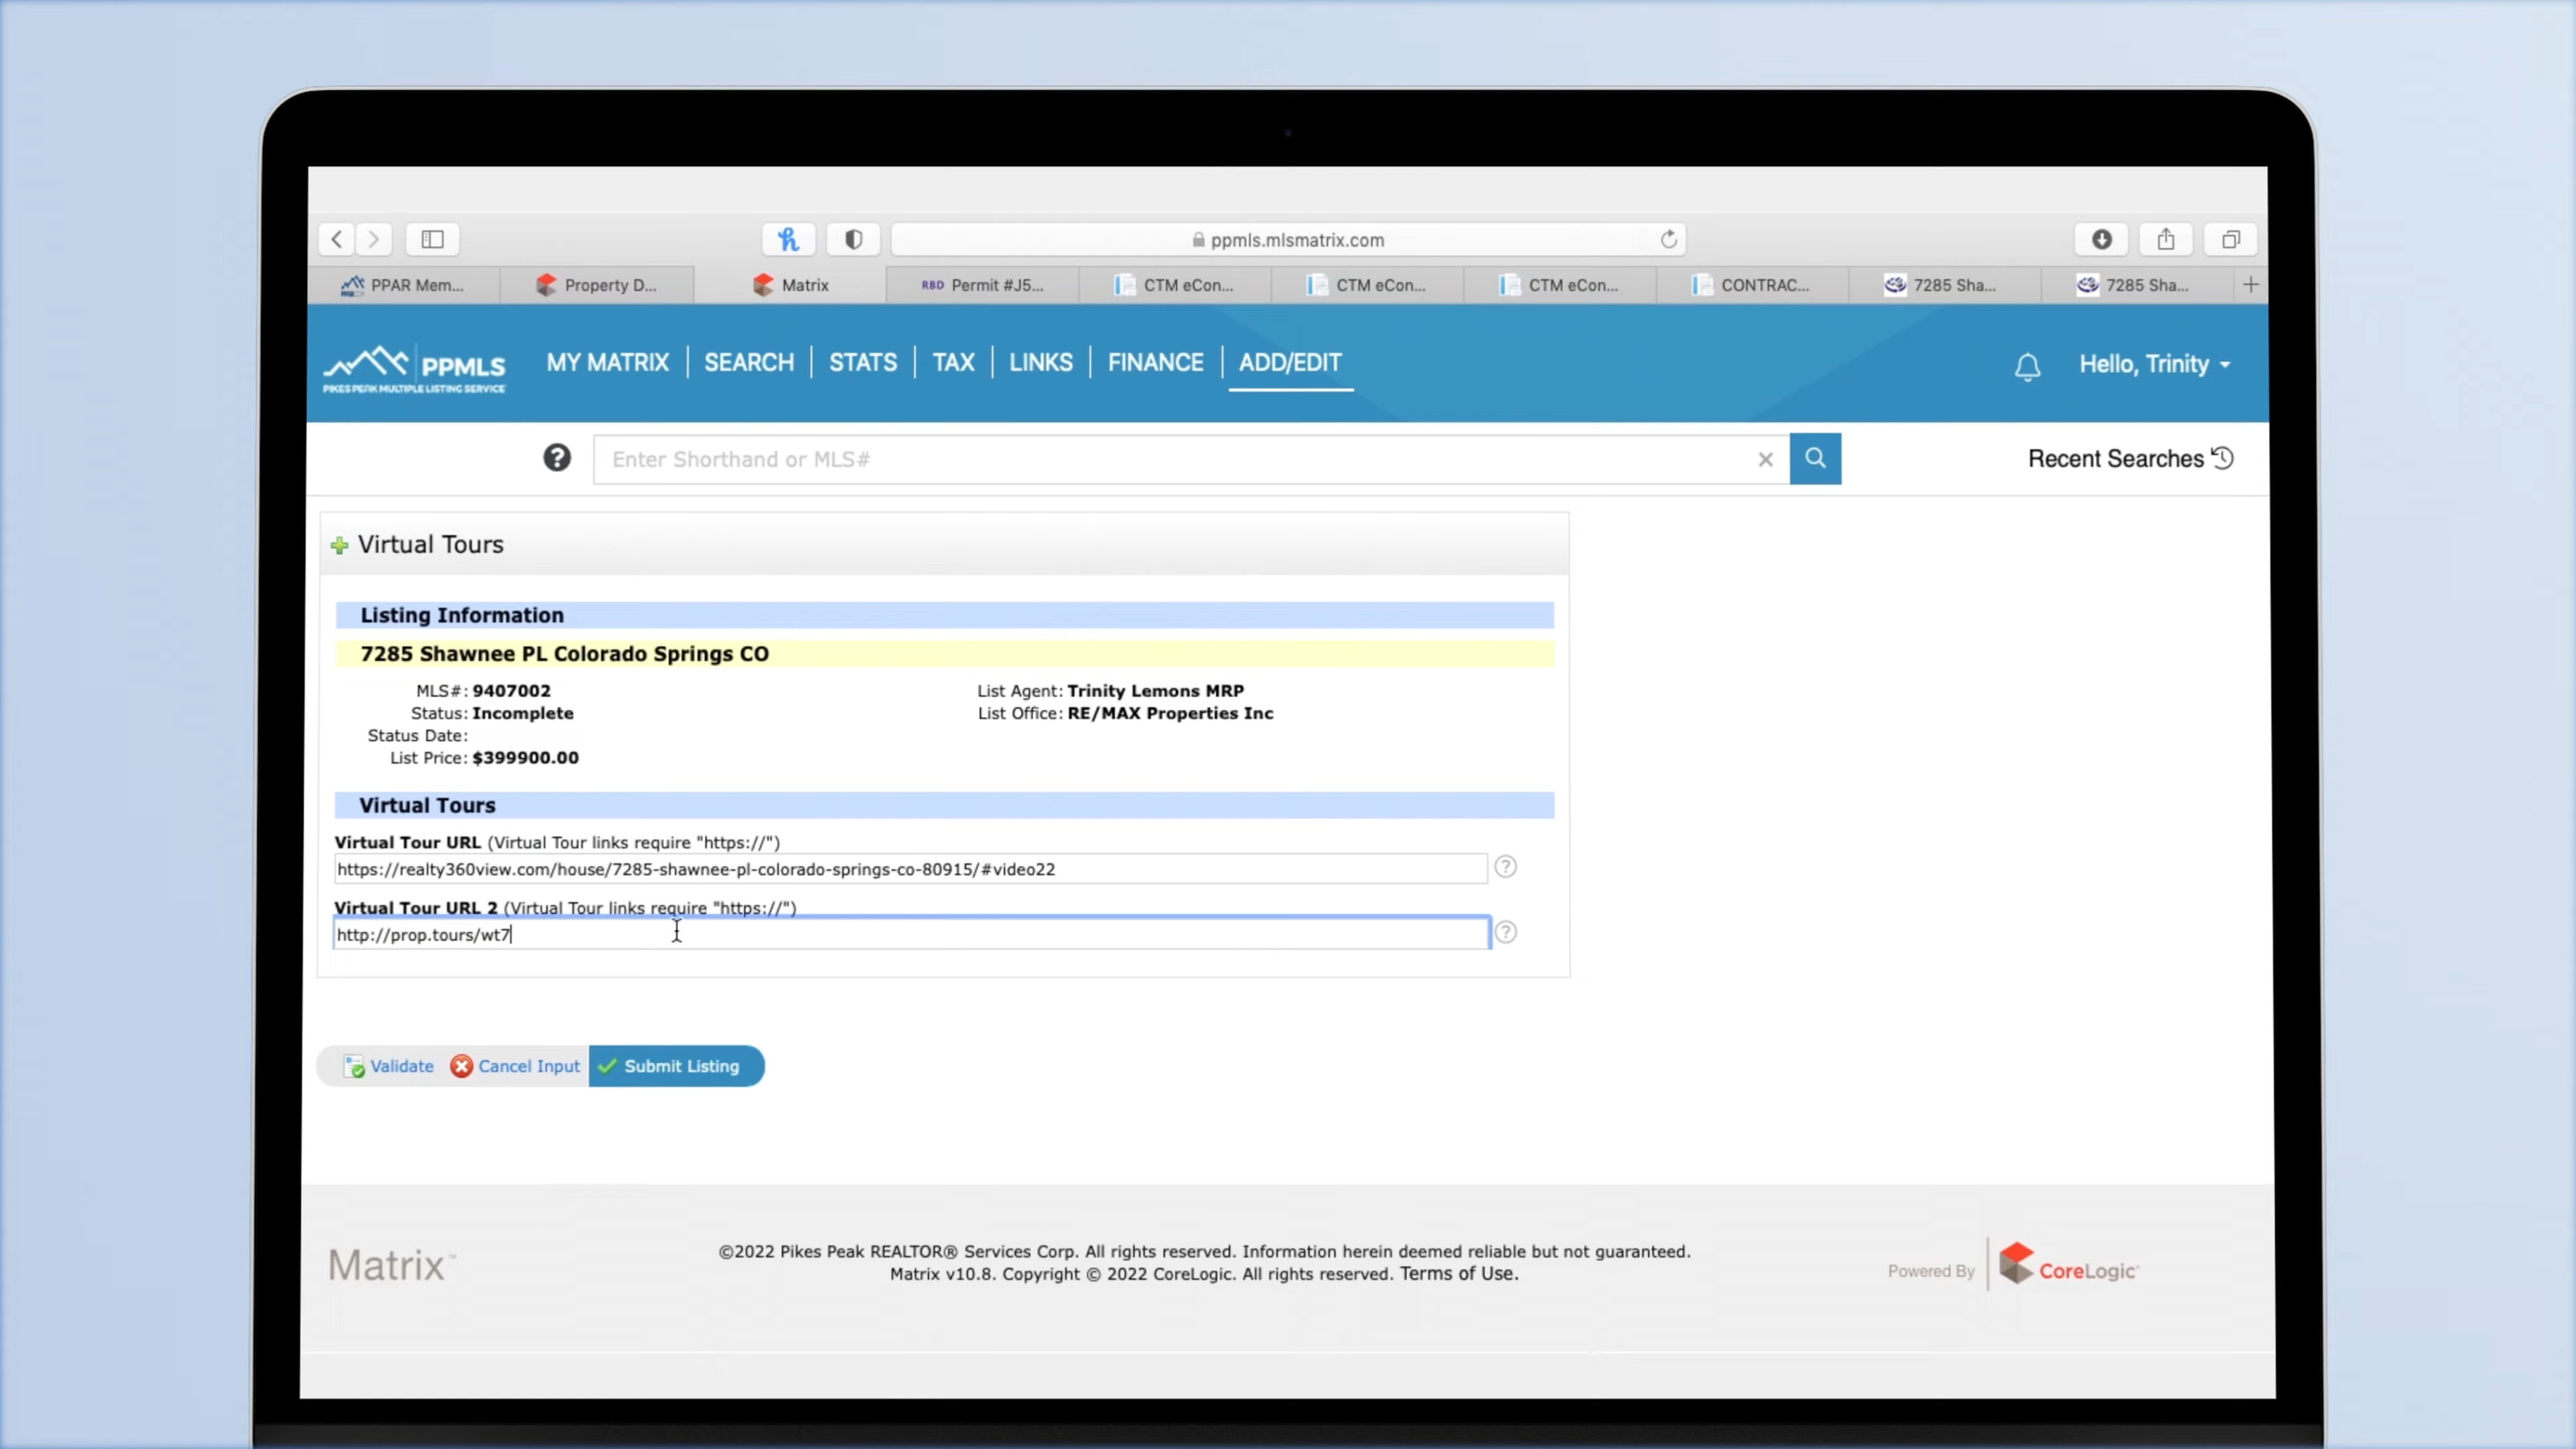 ppmls.mlsmatrix.com
PPAR Mem...
Property D...
Matrix
RBD Permit #J5...
CTM eCon...
CTM eCon...
CTM eCon...
CONTRAC...
7285 Sha...
7285 Sha...
PPMLS
PIKES PEAK MULTIPLE LISTING SERVICE
MY MATRIX
SEARCH
STATS
TAX
LINKS
FINANCE
ADD/EDIT
Hello, Trinity
Enter Shorthand or MLS#
Recent Searches
Virtual Tours
Listing Information
7285 Shawnee PL Colorado Springs CO
MLS#: 9407002
Status: Incomplete
Status Date:
List Price: $399900.00
List Agent: Trinity Lemons MRP
List Office: RE/MAX Properties Inc
Virtual Tours
Virtual Tour URL (Virtual Tour links require "https://")
https://realty360view.com/house/7285-shawnee-pl-colorado-springs-co-80915/#video22
Virtual Tour URL 2 (Virtual Tour links require "https://")
http://prop.tours/wt7
Validate
Cancel Input
Submit Listing
Matrix™
©2022 Pikes Peak REALTOR® Services Corp. All rights reserved. Information herein deemed reliable but not guaranteed.
Matrix v10.8. Copyright © 2022 CoreLogic. All rights reserved. Terms of Use.
Powered By
CoreLogic